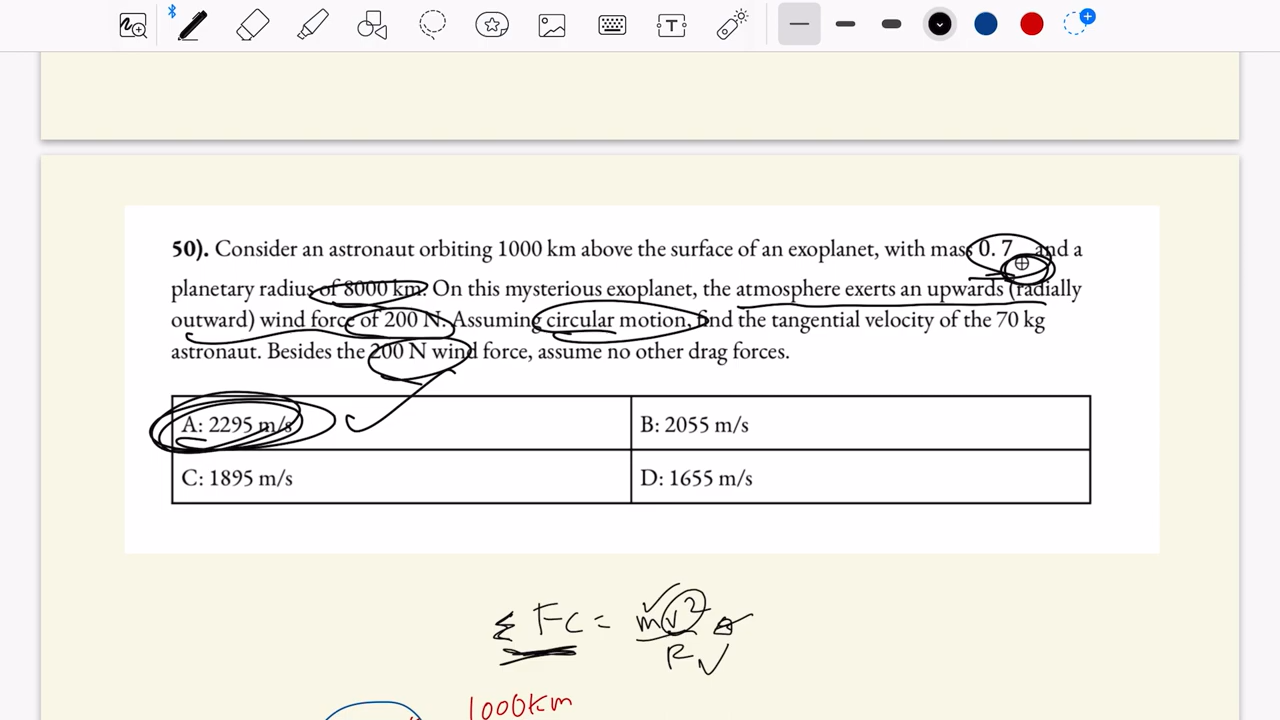 T
50). Consider an astronaut orbiting 1000 km above the surface of an exoplanet, with mass 0. 7 ⊕ and a
planetary radius of 8000 km. On this mysterious exoplanet, the atmosphere exerts an upwards (radially
outward) wind force of 200 N. Assuming circular motion, find the tangential velocity of the 70 kg
astronaut. Besides the 200 N wind force, assume no other drag forces.
A: 2295 m/s B: 2055 m/s
C: 1895 m/s D: 1655 m/s
Σ Fc = mv²
R
1000km